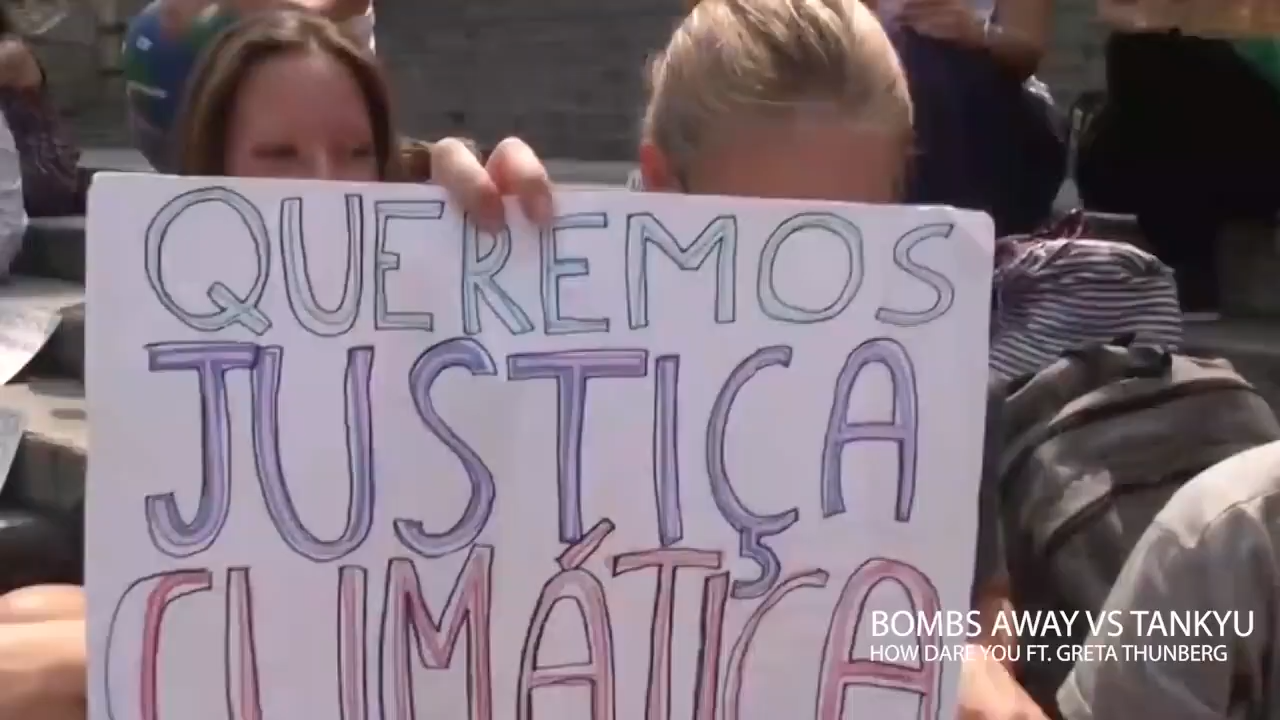 QUEREMOS
JUSTIÇA
CLIMÁTICA
BOMBS AWAY VS TANKYU
HOW DARE YOU FT. GRETA THUNBERG